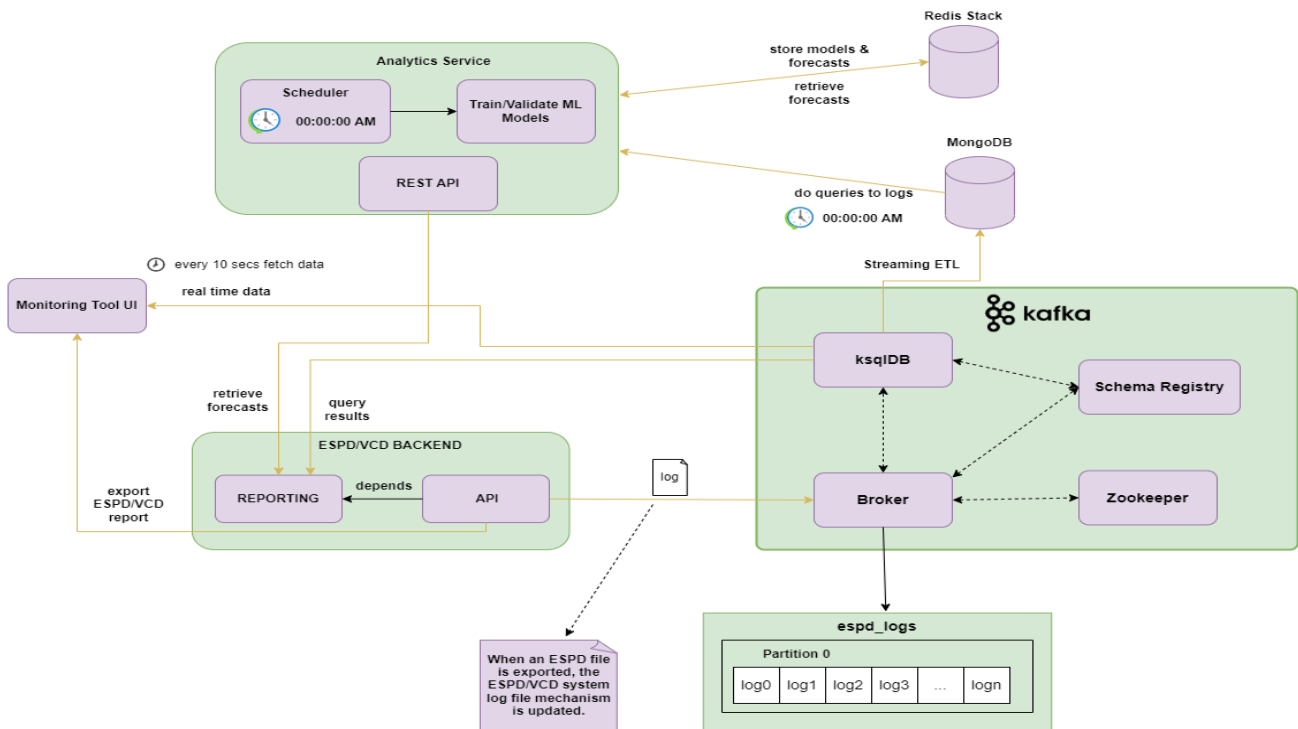 Redis Stack
store models &
forecasts
retrieve
forecasts
Analytics Service
Scheduler
00:00:00 AM
Train/Validate ML
Models
REST API
MongoDB
do queries to logs
00:00:00 AM
Streaming ETL
every 10 secs fetch data
real time data
Monitoring Tool UI
kafka
ksqlDB
Schema Registry
Broker
Zookeeper
retrieve
forecasts
query
results
ESPD/VCD BACKEND
REPORTING
depends
API
export
ESPD/VCD
report
log
When an ESPD file
is exported, the
ESPD/VCD system
log file mechanism
is updated.
espd_logs
Partition 0
log0 log1 log2 log3 ... logn